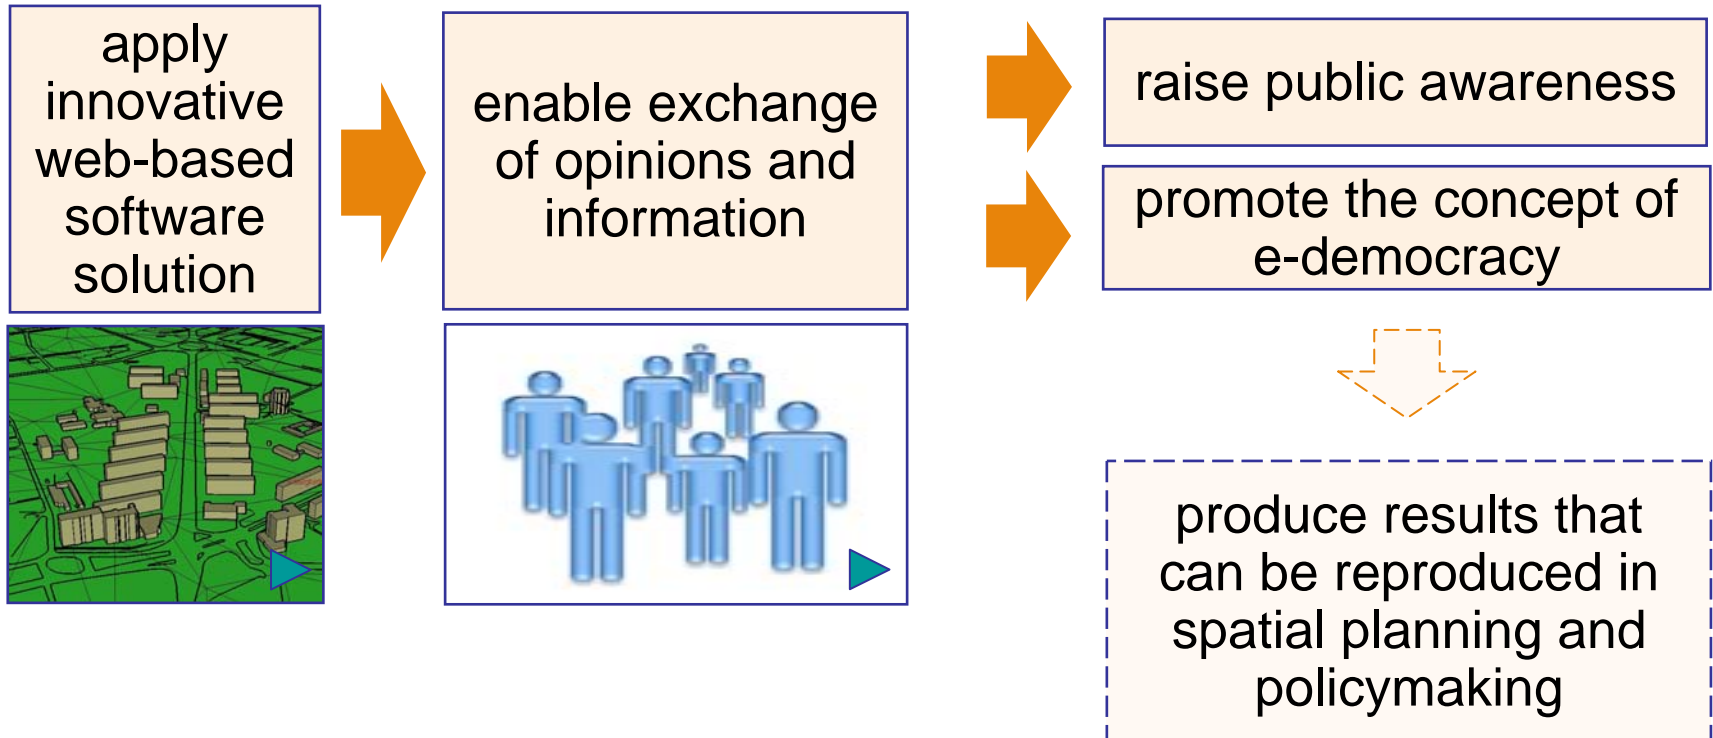 apply
innovative
web-based
software
solution
enable exchange
of opinions and
information
raise public awareness
promote the concept of
e-democracy
produce results that
can be reproduced in
spatial planning and
policymaking